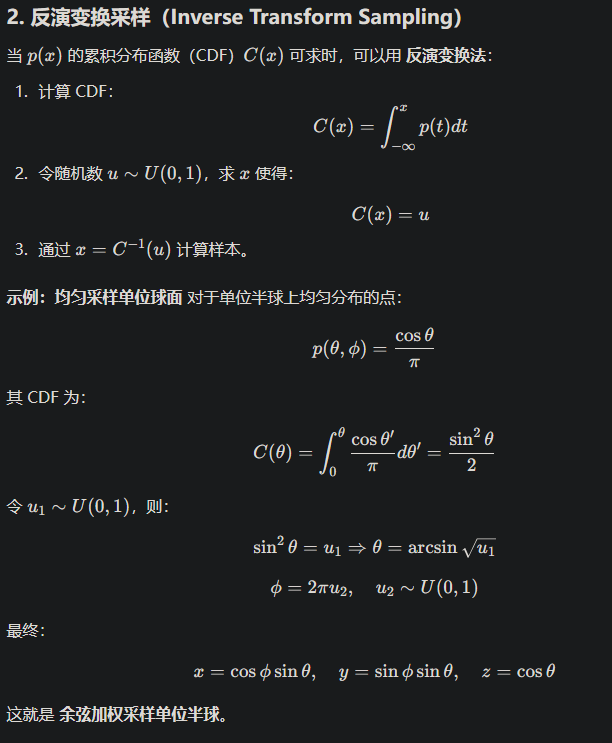 2. 反演变换采样（Inverse Transform Sampling）
当 p(x) 的累积分布函数（CDF）C(x) 可求时，可以用 反演变换法：
1. 计算 CDF：
C(x) = ∫_{-∞}^{x} p(t)dt
2. 令随机数 u ∼ U(0,1)，求 x 使得：
C(x) = u
3. 通过 x = C^{-1}(u) 计算样本。
示例：均匀采样单位球面 对于单位半球上均匀分布的点：
p(θ,ϕ) = \frac{cos θ}{π}
其 CDF 为：
C(θ) = ∫_{0}^{θ} \frac{cos θ′}{π} dθ′ = \frac{sin² θ}{2}
令 u₁ ∼ U(0,1)，则：
sin² θ = u₁ ⇒ θ = arcsin √u₁
ϕ = 2πu₂, u₂ ∼ U(0,1)
最终：
x = cos ϕ sin θ, y = sin ϕ sin θ, z = cos θ
这就是 余弦加权采样单位半球。